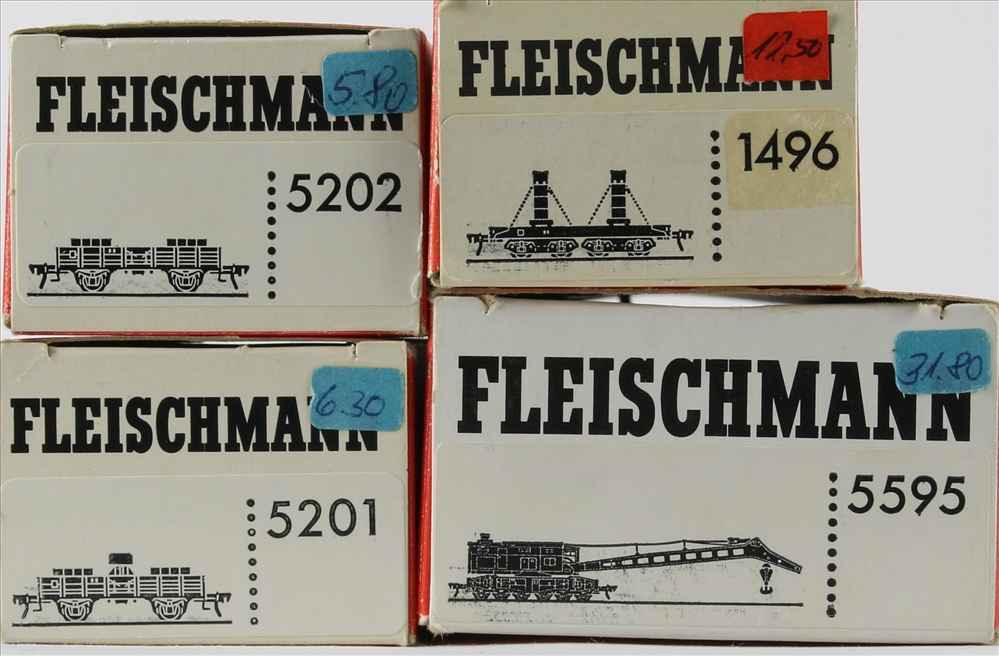 FLEISCHMANN
5.80
5202
FLEISCHMANN
12,50
1496
FLEISCHMANN
6.30
5201
FLEISCHMANN
31.80
5595